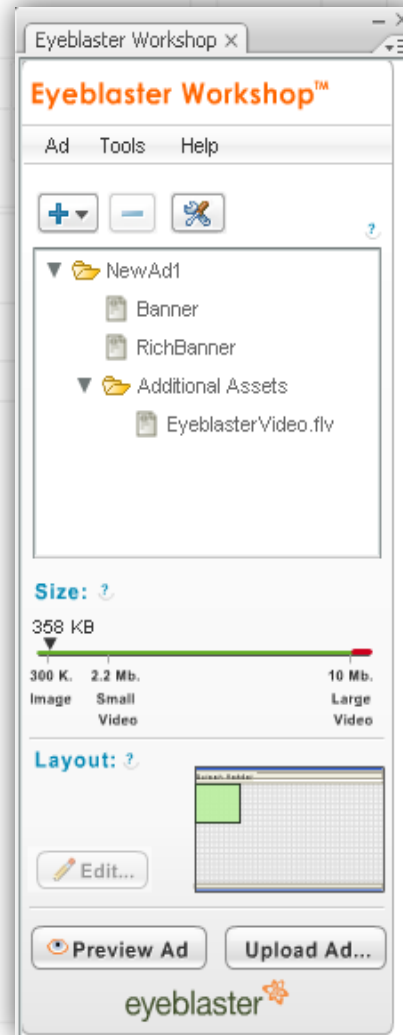 Eyeblaster Workshop ×
Eyeblaster Workshop™
Ad Tools Help
?
NewAd1
Banner
RichBanner
Additional Assets
EyeblasterVideo.flv
Size: ?
358 KB
300 K. 2.2 Mb. 10 Mb.
Image Small Large
Video Video
Layout: ?
Edit...
Preview Ad Upload Ad...
eyeblaster